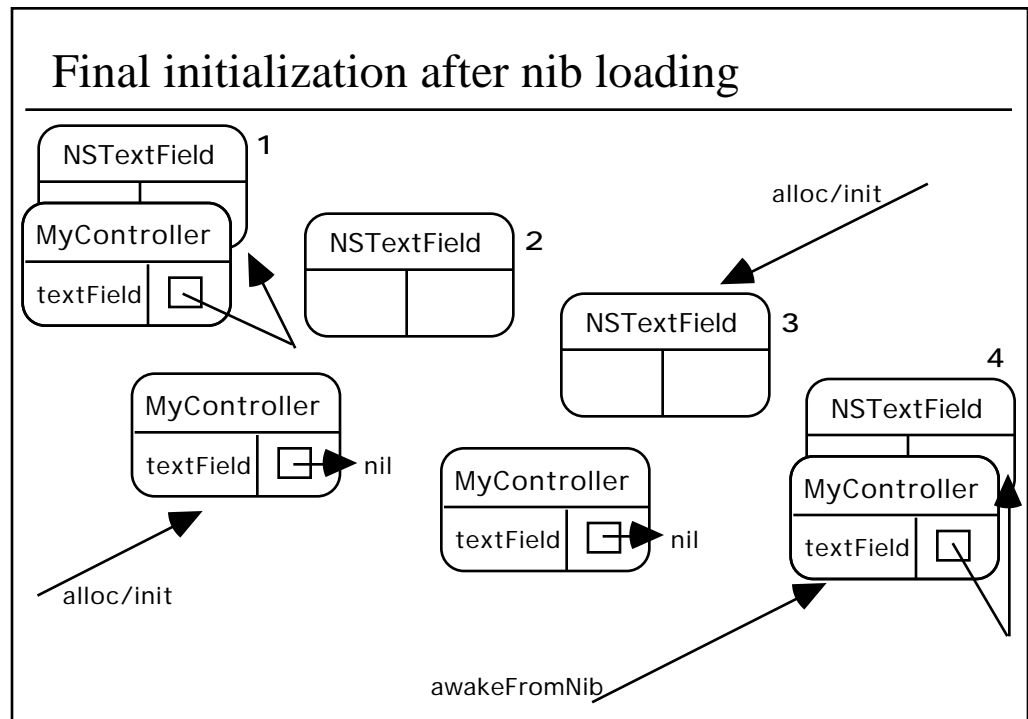 Final initialization after nib loading
NSTextField
1
MyController
textField
NSTextField
2
MyController
textField
nil
alloc/init
alloc/init
NSTextField
3
MyController
textField
nil
4
NSTextField
MyController
textField
awakeFromNib